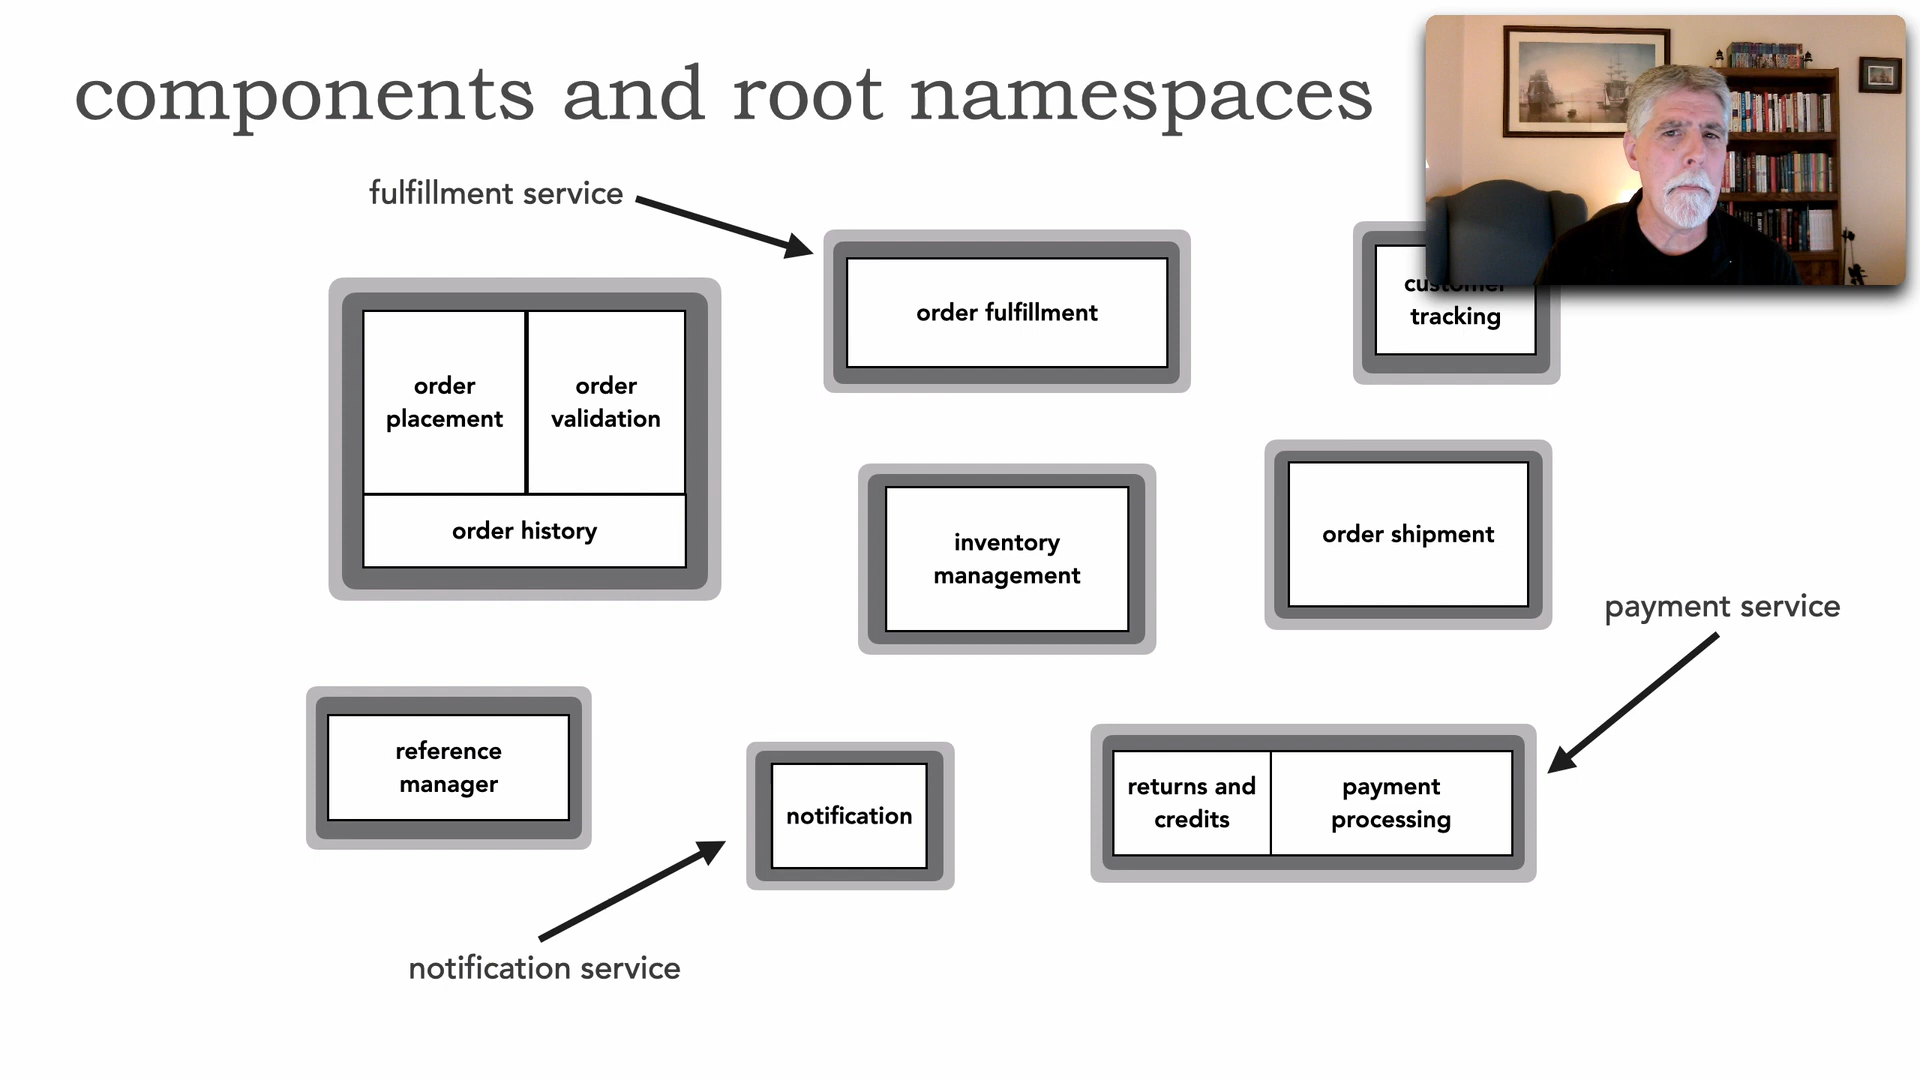 components and root namespaces
fulfillment service
order fulfillment
customer
tracking
order
placement
order
validation
order history
inventory
management
order shipment
payment service
reference
manager
notification
returns and
credits
payment
processing
notification service